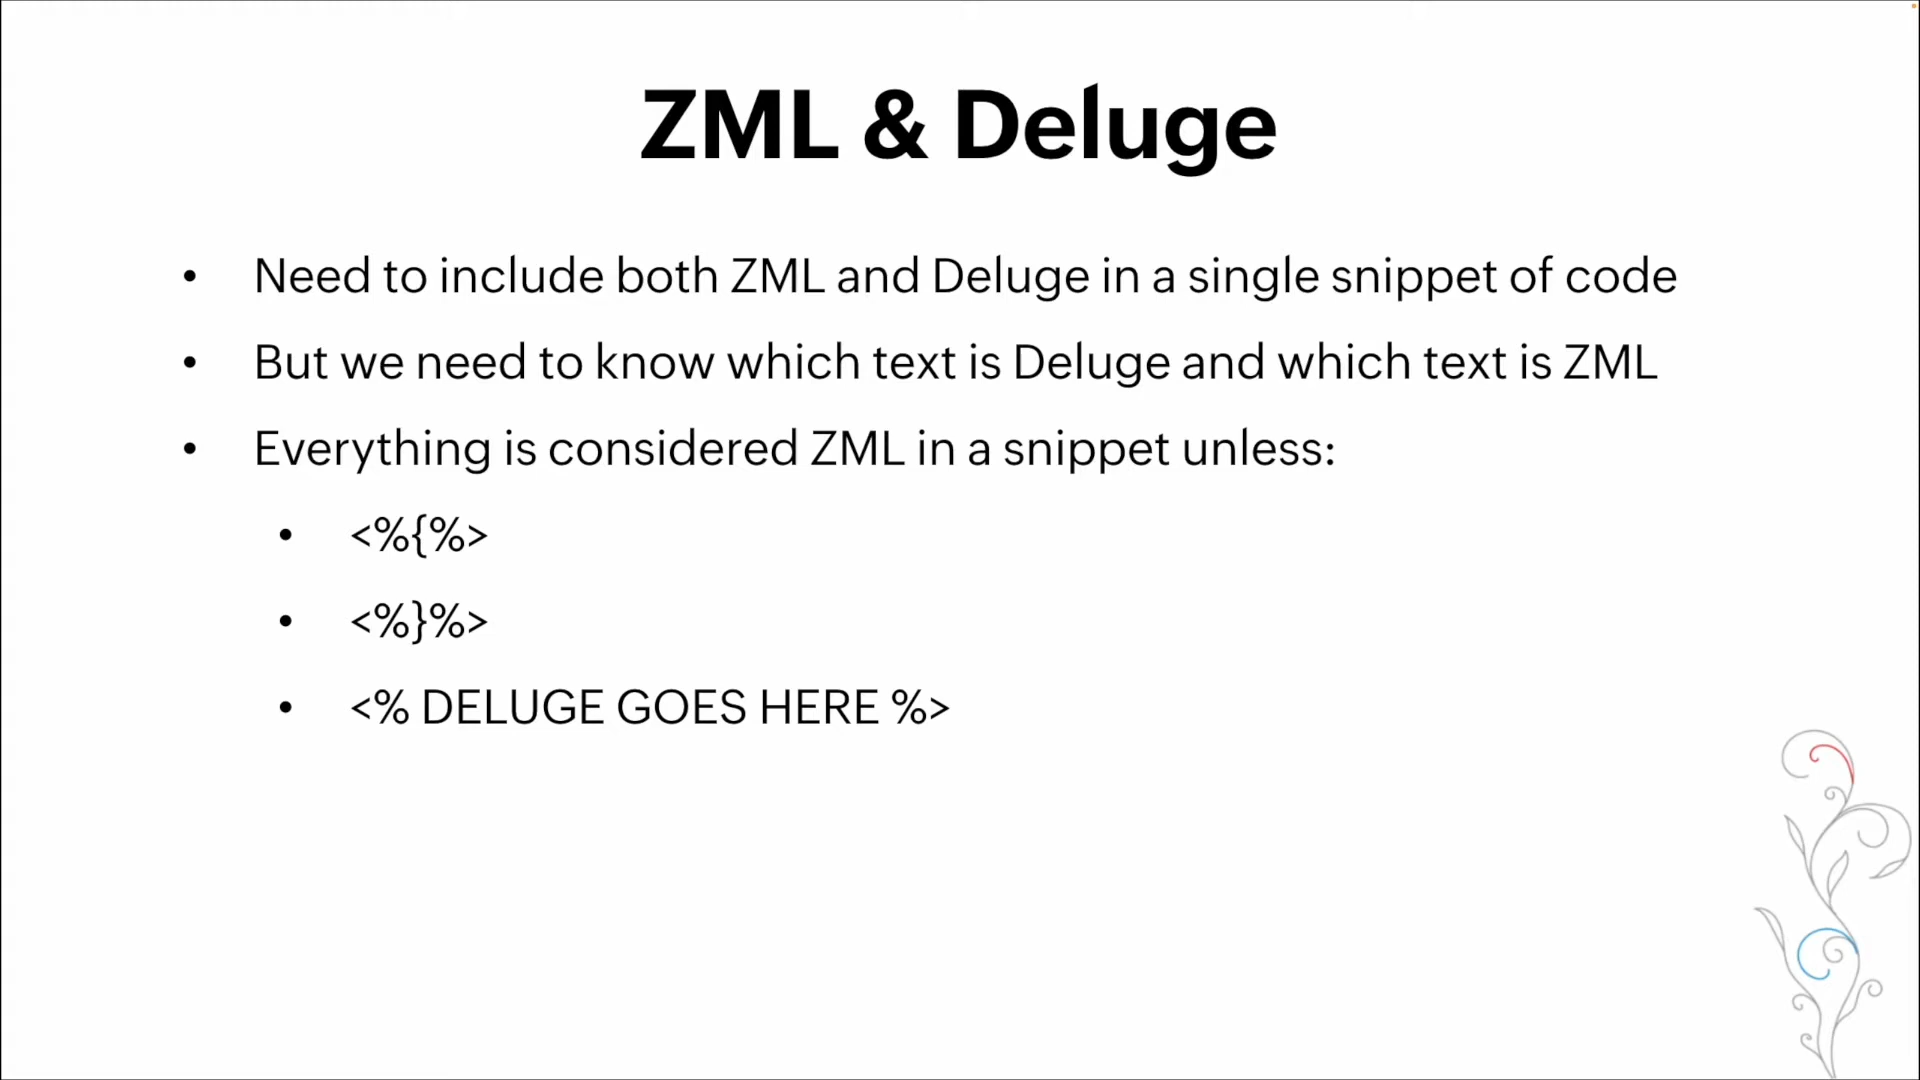 ZML & Deluge
• Need to include both ZML and Deluge in a single snippet of code
• But we need to know which text is Deluge and which text is ZML
• Everything is considered ZML in a snippet unless:
• <%{%>
• <%}%>
• <% DELUGE GOES HERE %>